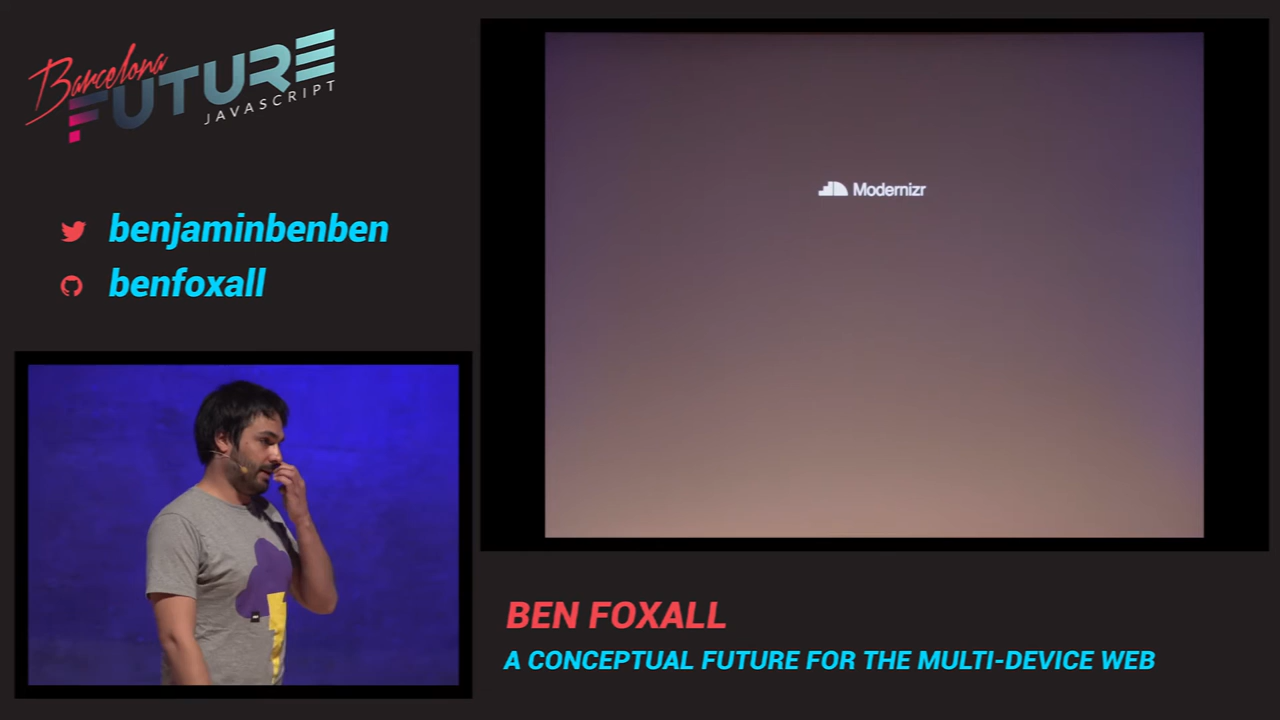 Barcelona
FUTURE
JAVASCRIPT
benjaminbenben
benfoxall
Modernizr
BEN FOXALL
A CONCEPTUAL FUTURE FOR THE MULTI-DEVICE WEB